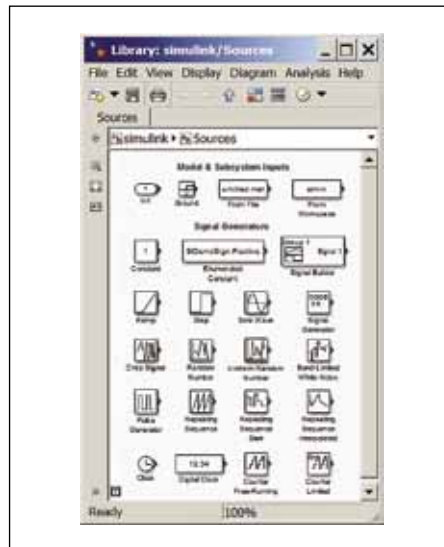 Library: simulink/Sources
File Edit View Display Diagram Analysis Help
Sources
simulink Sources
Model & Subsystem Inputs
In1 Ground From File From Workspace
Signal Generators
1
Constant Enumerated Constant Signal Builder
Ramp Step Sine Wave Signal Generator
Chirp Signal Random Number Uniform Random Number Band-Limited White Noise
Pulse Generator Repeating Sequence Repeating Sequence Stair Repeating Sequence Interpolated
12:34
Clock Digital Clock Counter Free-Running Counter Limited
Ready 100%